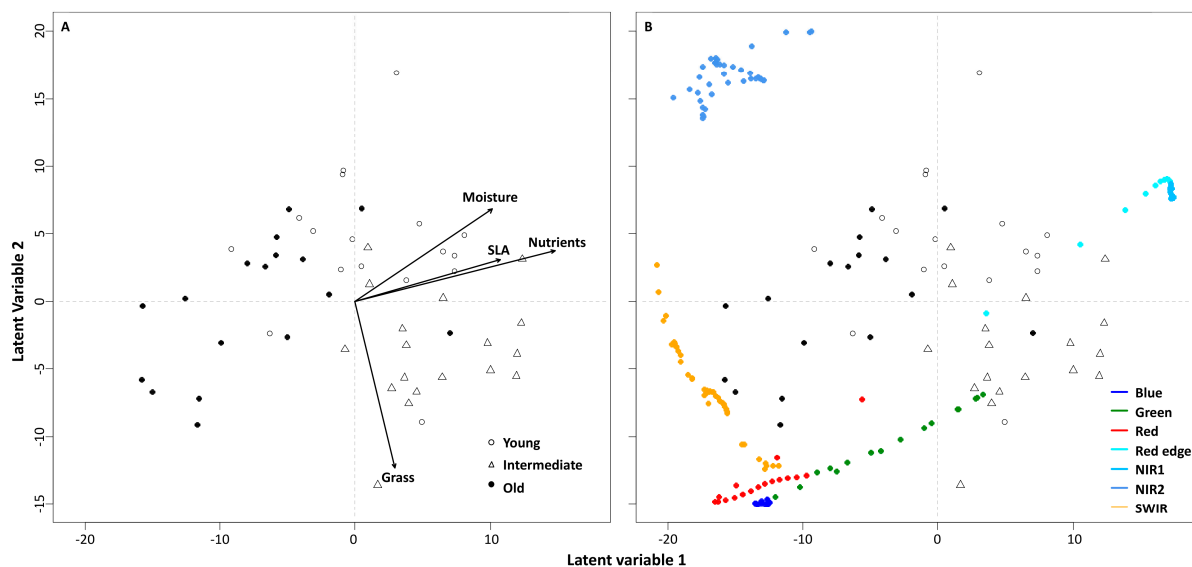 A
B
Latent Variable 2
20
15
10
5
0
-5
-10
-15
Moisture
SLA
Nutrients
Grass
Young
Intermediate
Old
Blue
Green
Red
Red edge
NIR1
NIR2
SWIR
-20 -10 0 10
-20 -10 0 10
Latent variable 1